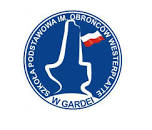 SZKOŁA PODSTAWOWA IM. OBROŃCÓW WESTERPLATTE
W GARDEI